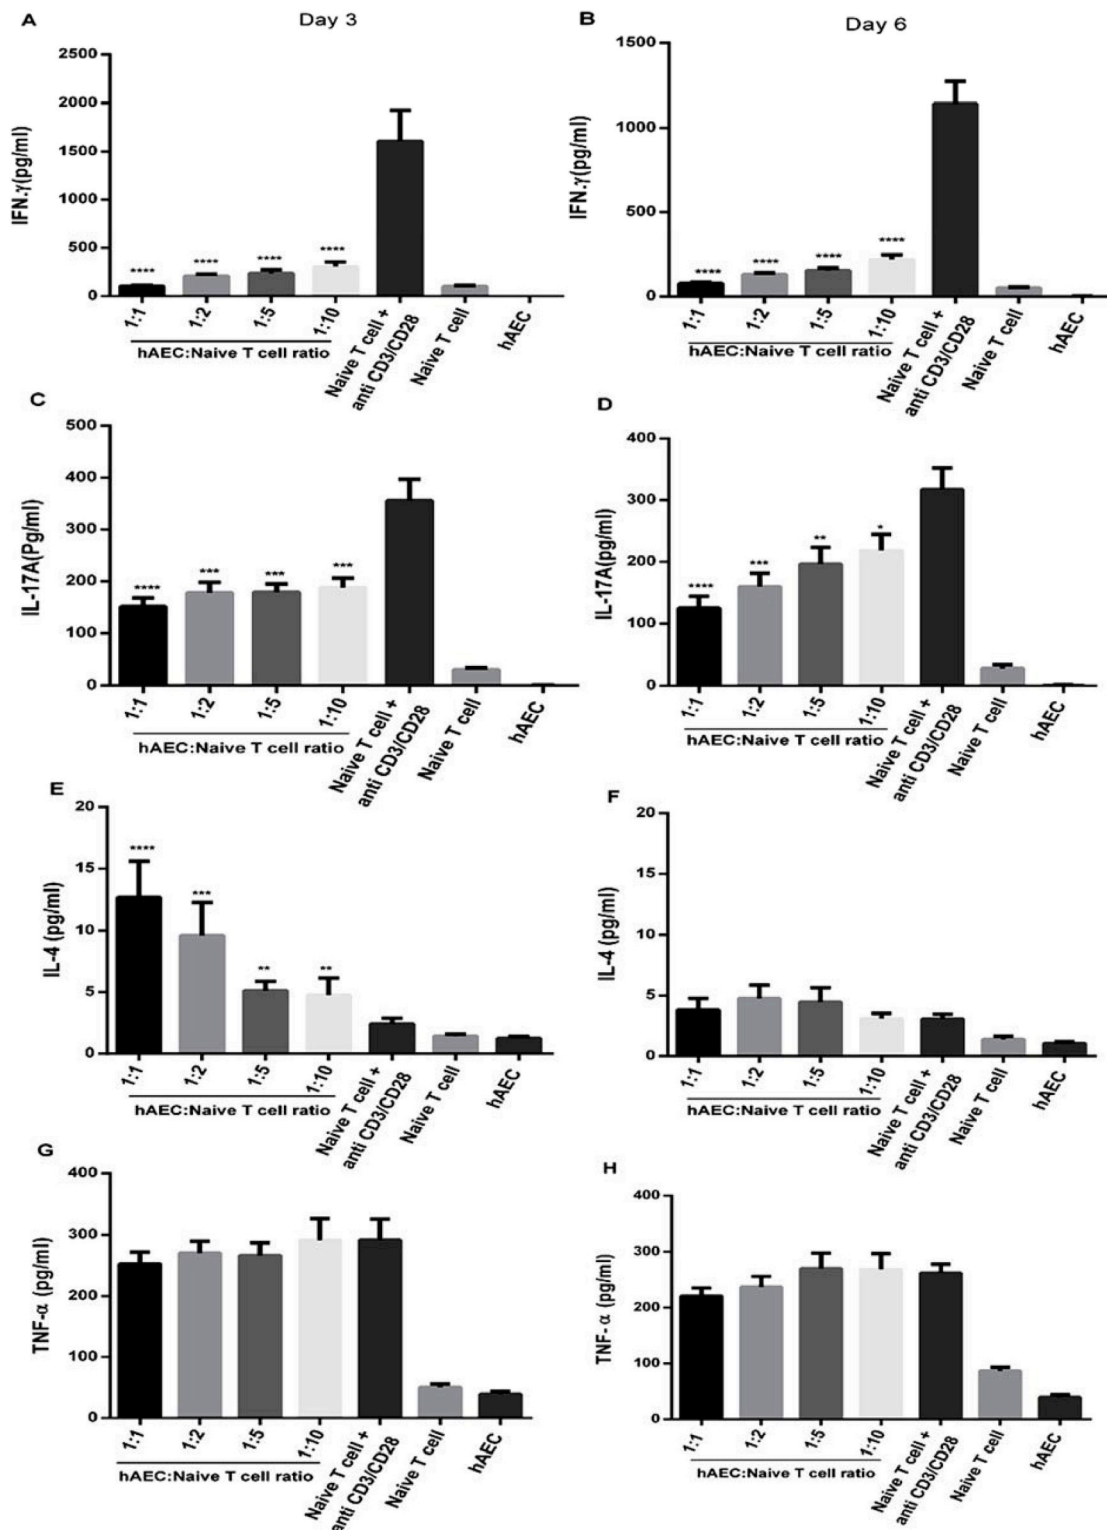 A
Day 3
IFN.γ(pg/ml)
2500
2000
1500
1000
500
0
****
****
****
****
1:1
1:2
1:5
1:10
hAEC:Naive T cell ratio
Naive T cell +
anti CD3/CD28
Naive T cell
hAEC
B
Day 6
IFN.γ(pg/ml)
1500
1000
500
0
****
****
****
****
1:1
1:2
1:5
1:10
hAEC:Naive T cell ratio
Naive T cell +
anti CD3/CD28
Naive T cell
hAEC
C
IL-17A(Pg/ml)
500
400
300
200
100
0
****
***
***
***
1:1
1:2
1:5
1:10
hAEC:Naive T cell ratio
Naive T cell +
anti CD3/CD28
Naive T cell
hAEC
D
IL-17A(pg/ml)
400
300
200
100
0
****
***
**
*
1:1
1:2
1:5
1:10
hAEC:Naive T cell ratio
Naive T cell +
anti CD3/CD28
Naive T cell
hAEC
E
IL-4 (pg/ml)
20
15
10
5
0
****
***
**
**
1:1
1:2
1:5
1:10
hAEC:Naive T cell ratio
Naive T cell +
anti CD3/CD28
Naive T cell
hAEC
F
IL-4 (pg/ml)
20
15
10
5
0
1:1
1:2
1:5
1:10
hAEC:Naive T cell ratio
Naive T cell +
anti CD3/CD28
Naive T cell
hAEC
G
TNF-α (pg/ml)
400
300
200
100
0
1:1
1:2
1:5
1:10
hAEC:Naive T cell ratio
Naive T cell +
anti CD3/CD28
Naive T cell
hAEC
H
TNF- α (pg/ml)
400
300
200
100
0
1:1
1:2
1:5
1:10
hAEC:Naive T cell ratio
Naive T cell +
anti CD3/CD28
Naive T cell
hAEC